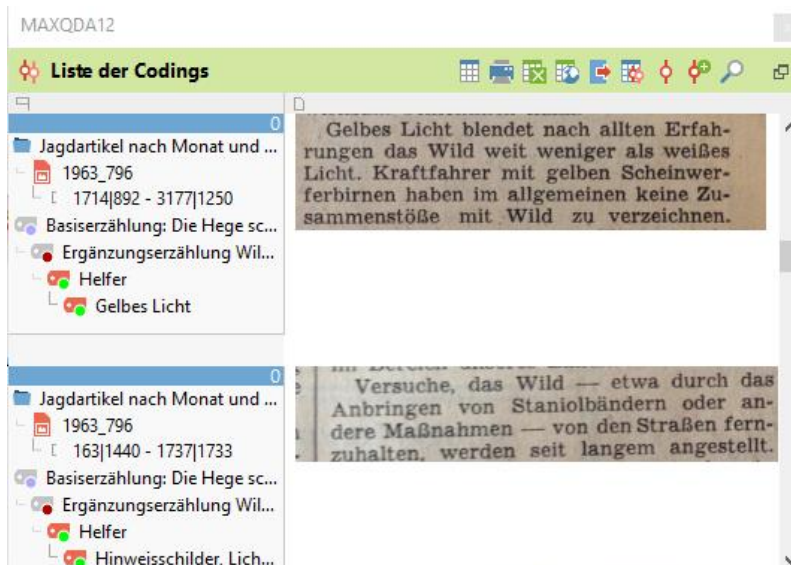 MAXQDA12
Liste der Codings
0
Jagdartikel nach Monat und ...
1963_796
1714|892 - 3177|1250
Basiserzählung: Die Hege sc...
Ergänzungserzählung Wil...
Helfer
Gelbes Licht
Gelbes Licht blendet nach allten Erfah-
rungen das Wild weit weniger als weißes
Licht. Kraftfahrer mit gelben Scheinwer-
ferbirnen haben im allgemeinen keine Zu-
sammenstöße mit Wild zu verzeichnen.
0
Jagdartikel nach Monat und ...
1963_796
163|1440 - 1737|1733
Basiserzählung: Die Hege sc...
Ergänzungserzählung Wil...
Helfer
Hinweisschilder, Lich...
Versuche, das Wild — etwa durch das
Anbringen von Staniolbändern oder an-
dere Maßnahmen — von den Straßen fern-
zuhalten, werden seit langem angestellt.